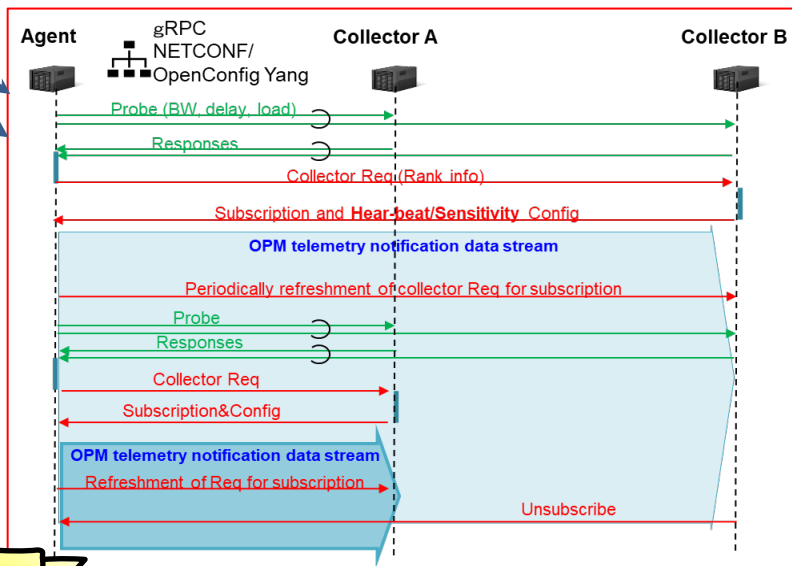 Agent
gRPC
NETCONF/
OpenConfig Yang
Collector A
Collector B
Probe (BW, delay, load)
Responses
Collector Req (Rank info)
Subscription and Hear-beat/Sensitivity Config
OPM telemetry notification data stream
Periodically refreshment of collector Req for subscription
Probe
Responses
Collector Req
Subscription&Config
OPM telemetry notification data stream
Refreshment of Req for subscription
Unsubscribe